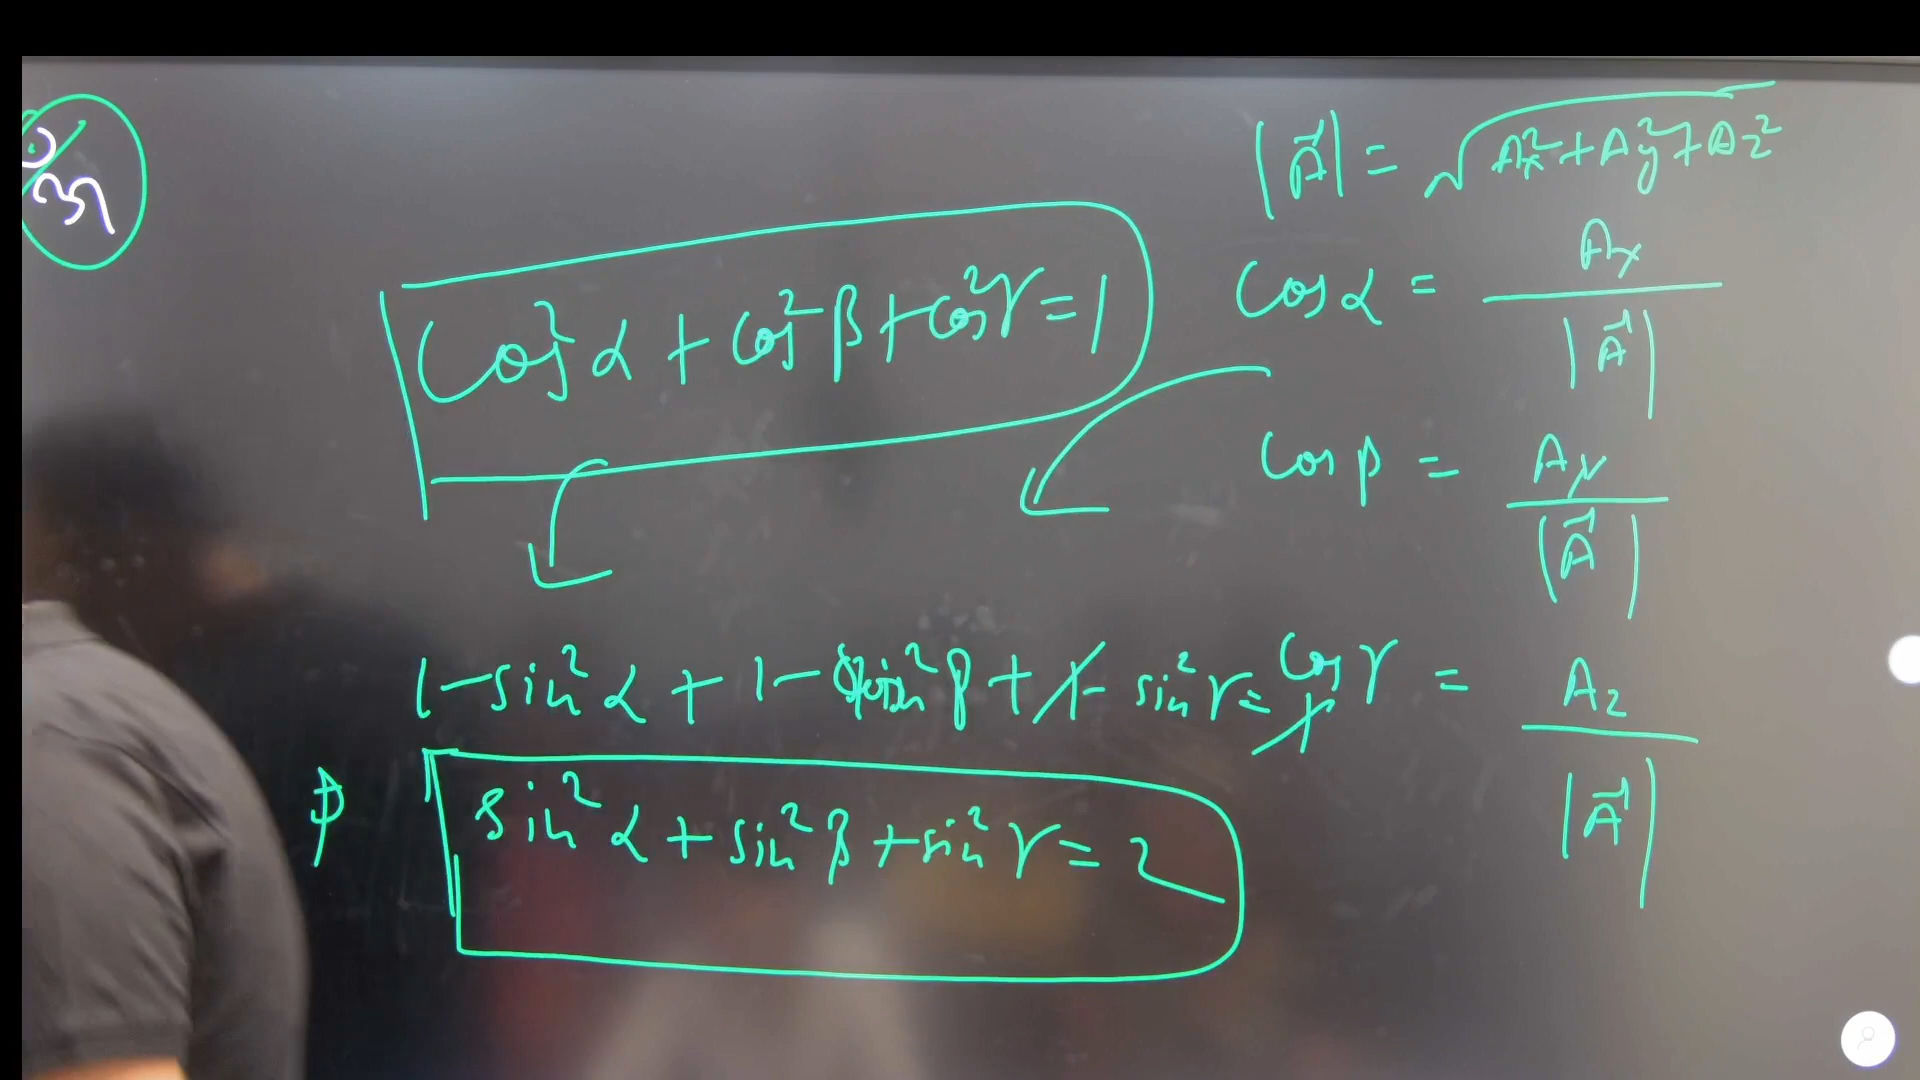 |A⃗| = √Ax²+Ay²+Az²
Cos²α + Cos²β + Cos²γ = 1
Cos α = Ax / |A⃗|
Cos β = Ay / |A⃗|
1 - sin²α + 1 - sin²β + 1 - sin²γ = 1
Cos γ = Az / |A⃗|
sin²α + sin²β + sin²γ = 2